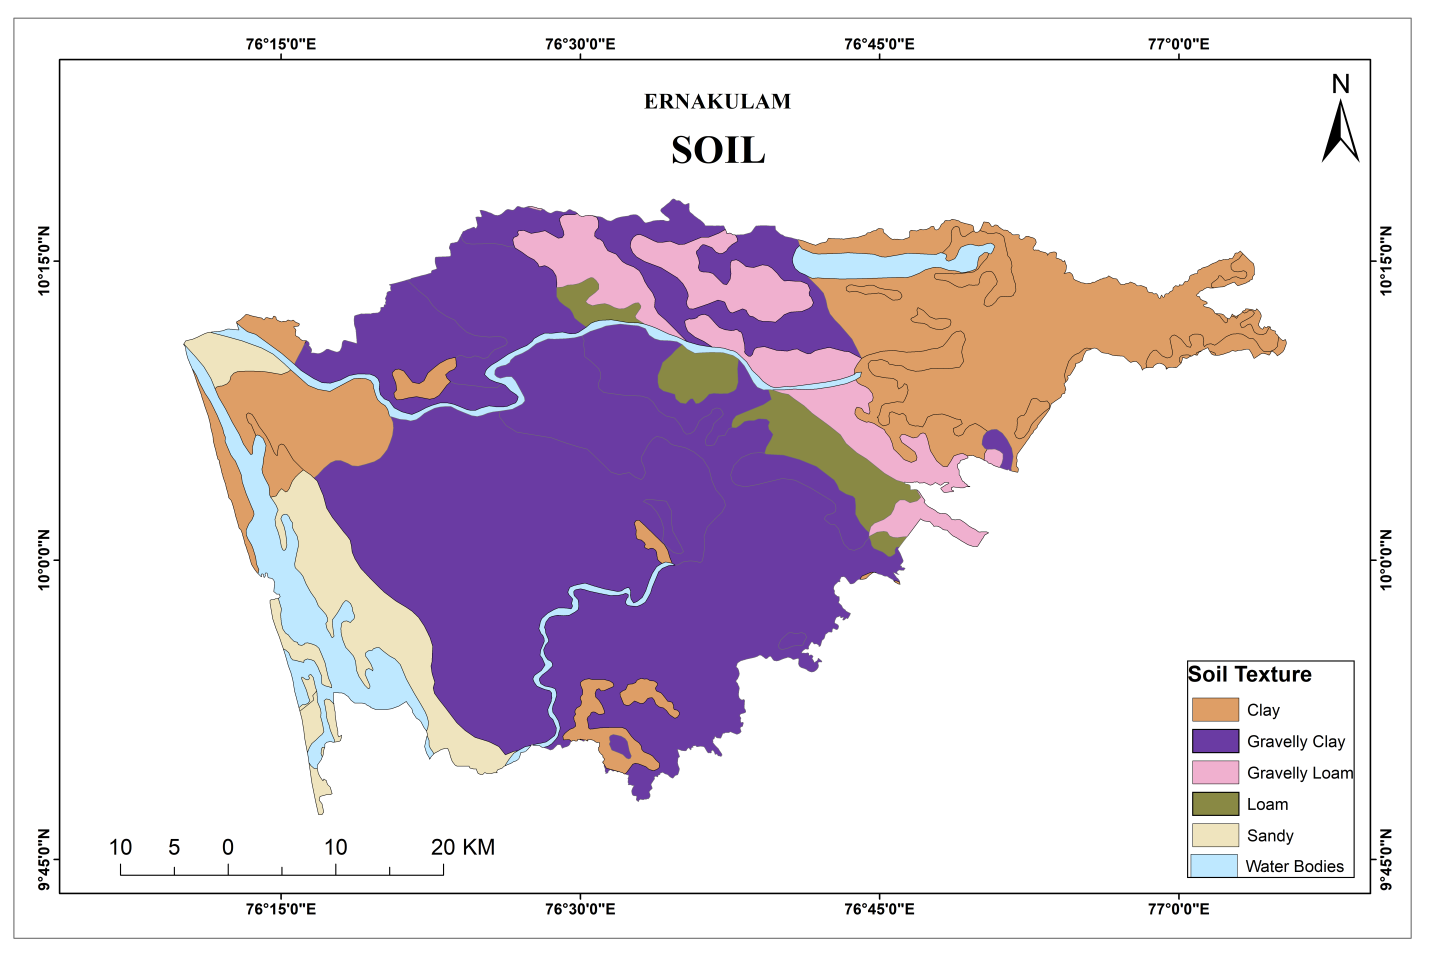 76°15'0"E 76°30'0"E 76°45'0"E 77°0'0"E
ERNAKULAM
SOIL
N
10°15'0"N 10°15'0"N
10°0'0"N 10°0'0"N
9°45'0"N 9°45'0"N
Soil Texture
Clay
Gravelly Clay
Gravelly Loam
Loam
Sandy
Water Bodies
10 5 0 10 20 KM
76°15'0"E 76°30'0"E 76°45'0"E 77°0'0"E